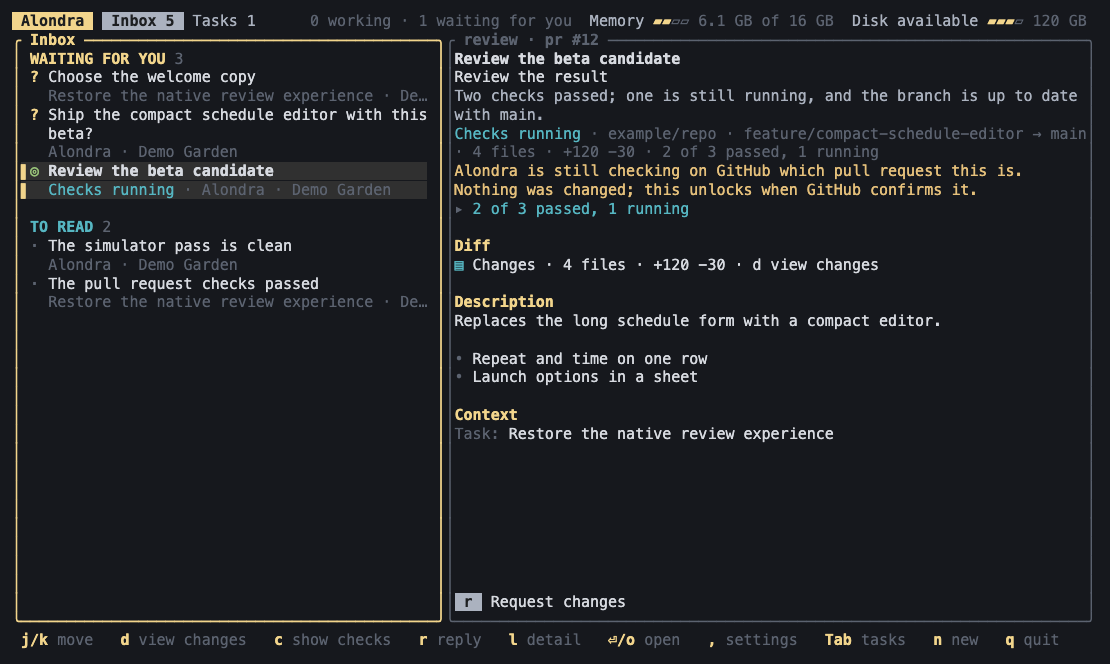 Alondra Inbox 5 Tasks 1 0 working · 1 waiting for you Memory ▰▰▱▱ 6.1 GB of 16 GB Disk available ▰▰▰▱ 120 GB
Inbox
WAITING FOR YOU 3
? Choose the welcome copy
Restore the native review experience · De…
? Ship the compact schedule editor with this
beta?
Alondra · Demo Garden
◎ Review the beta candidate
Checks running · Alondra · Demo Garden
TO READ 2
· The simulator pass is clean
Alondra · Demo Garden
· The pull request checks passed
Restore the native review experience · De…
review · pr #12
Review the beta candidate
Review the result
Two checks passed; one is still running, and the branch is up to date
with main.
Checks running · example/repo · feature/compact-schedule-editor → main
· 4 files · +120 −30 · 2 of 3 passed, 1 running
Alondra is still checking on GitHub which pull request this is.
Nothing was changed; this unlocks when GitHub confirms it.
▸ 2 of 3 passed, 1 running
Diff
▤ Changes · 4 files · +120 −30 · d view changes
Description
Replaces the long schedule form with a compact editor.
• Repeat and time on one row
• Launch options in a sheet
Context
Task: Restore the native review experience
r Request changes
j/k move d view changes c show checks r reply l detail ⏎/o open , settings Tab tasks n new q quit